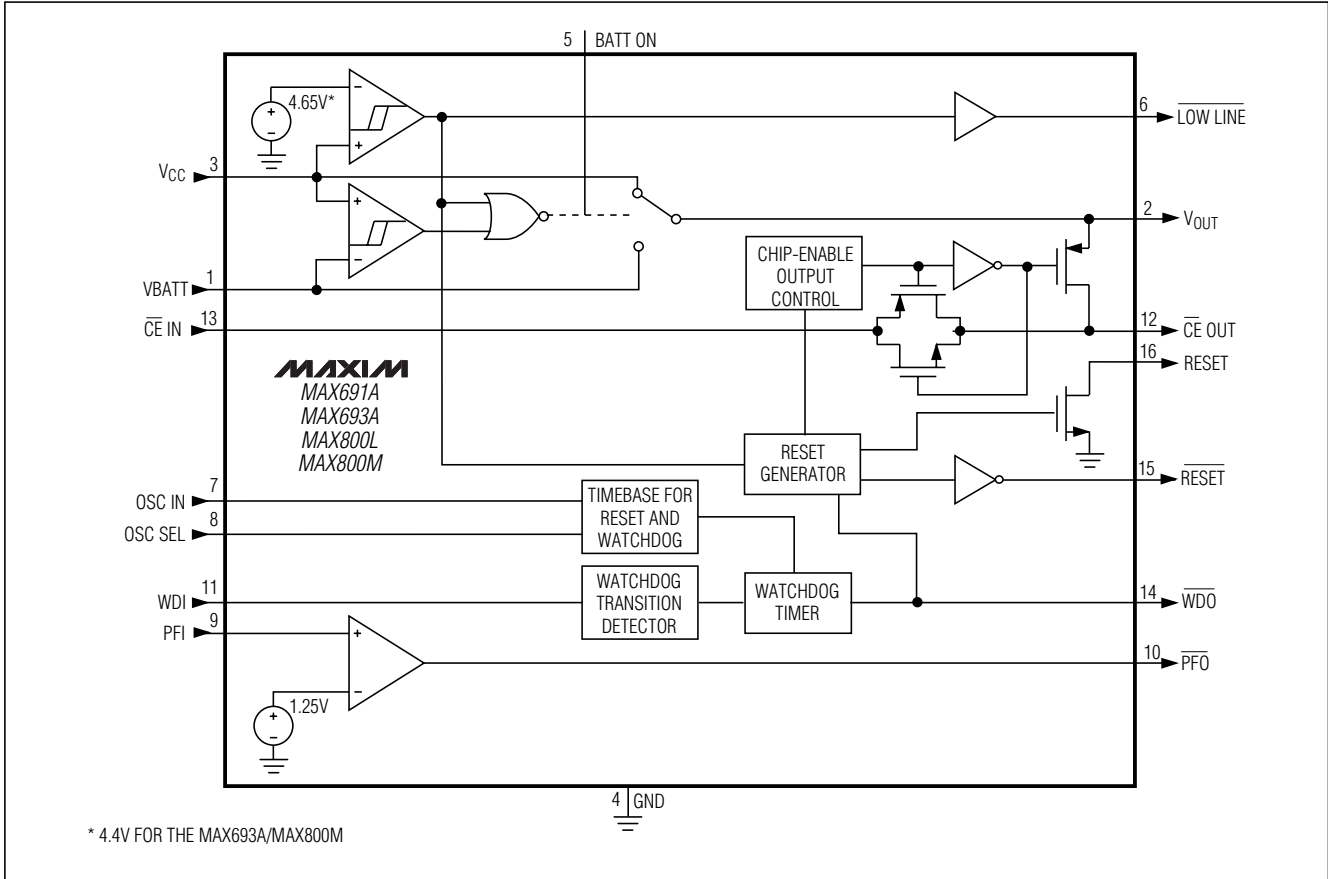 5 BATT ON
4.65V*
+
−
−
+
6 LOW LINE
VCC 3
+
−
2 VOUT
CHIP-ENABLE
OUTPUT
CONTROL
VBATT 1
CE IN 13
12 CE OUT
16 RESET
MAXIM
MAX691A
MAX693A
MAX800L
MAX800M
RESET
GENERATOR
15 RESET
OSC IN 7
OSC SEL 8
TIMEBASE FOR
RESET AND
WATCHDOG
WDI 11
WATCHDOG
TRANSITION
DETECTOR
WATCHDOG
TIMER
14 WDO
PFI 9
+
−
10 PFO
1.25V
+
−
4 GND
* 4.4V FOR THE MAX693A/MAX800M